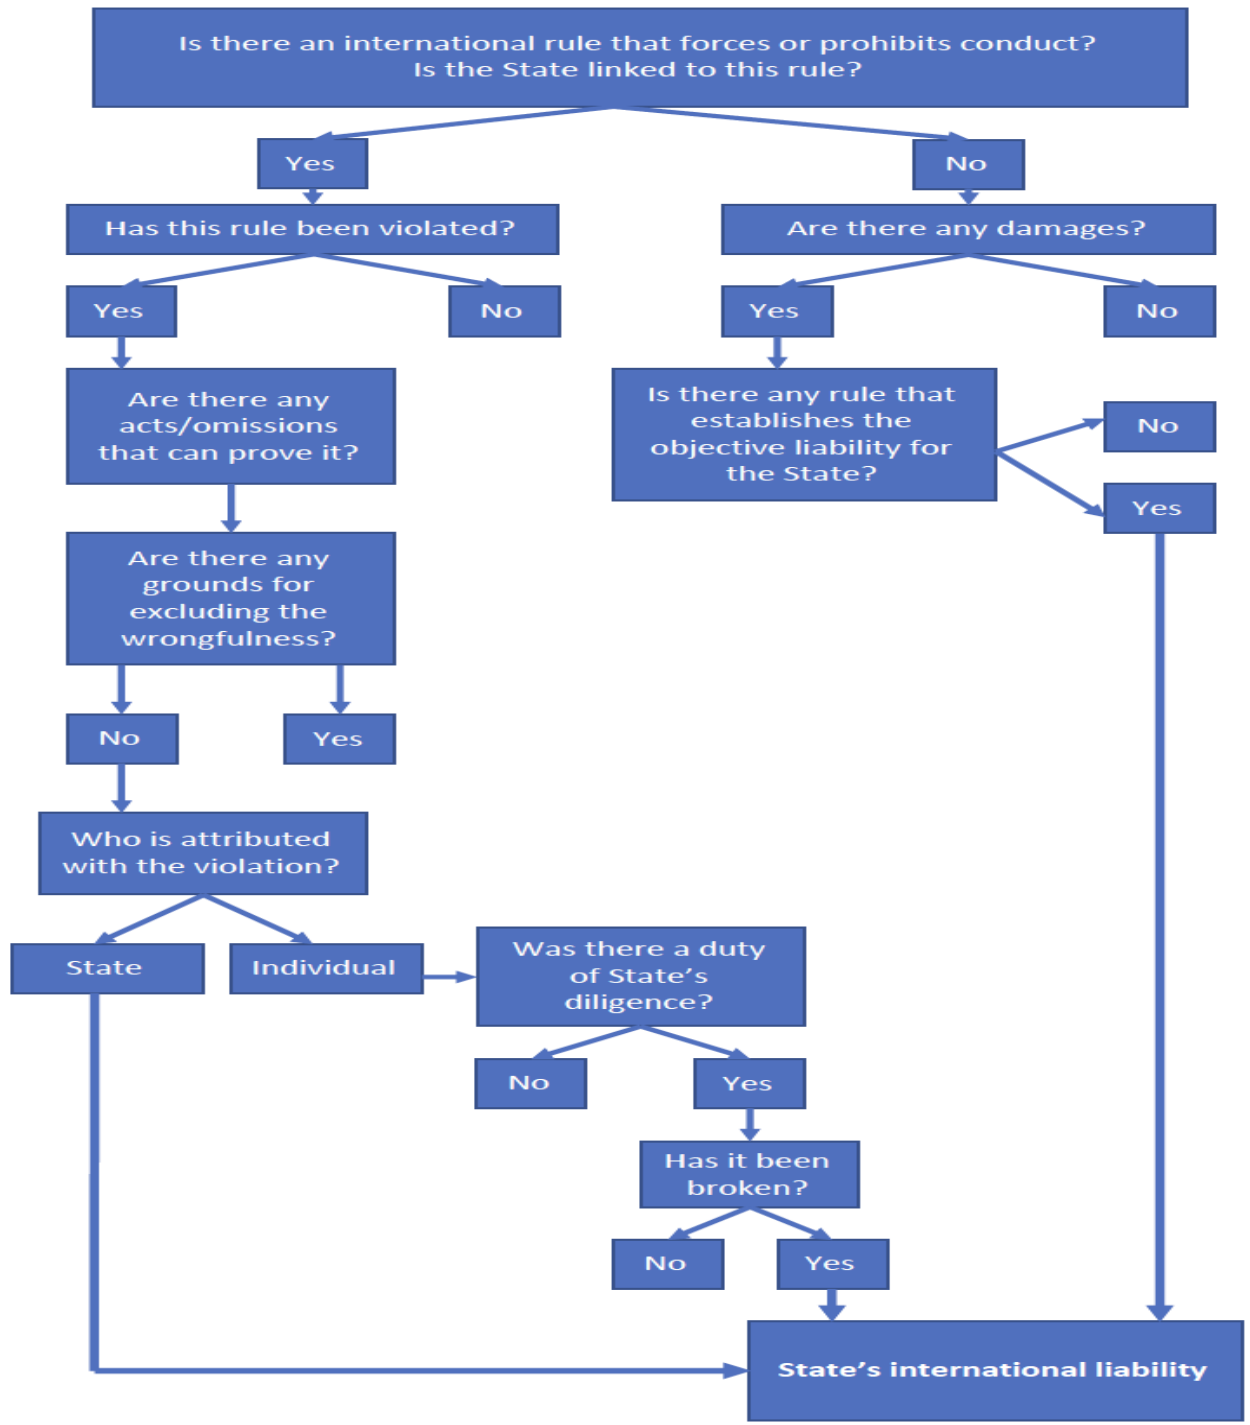 Is there an international rule that forces or prohibits conduct?
Is the State linked to this rule?
Yes
No
Has this rule been violated?
Are there any damages?
Yes
No
Yes
No
Are there any
acts/omissions
that can prove it?
Is there any rule that
establishes the
objective liability for
the State?
No
Yes
Are there any
grounds for
excluding the
wrongfulness?
No
Yes
Who is attributed
with the violation?
State
Individual
Was there a duty
of State’s
diligence?
No
Yes
Has it been
broken?
No
Yes
State’s international liability